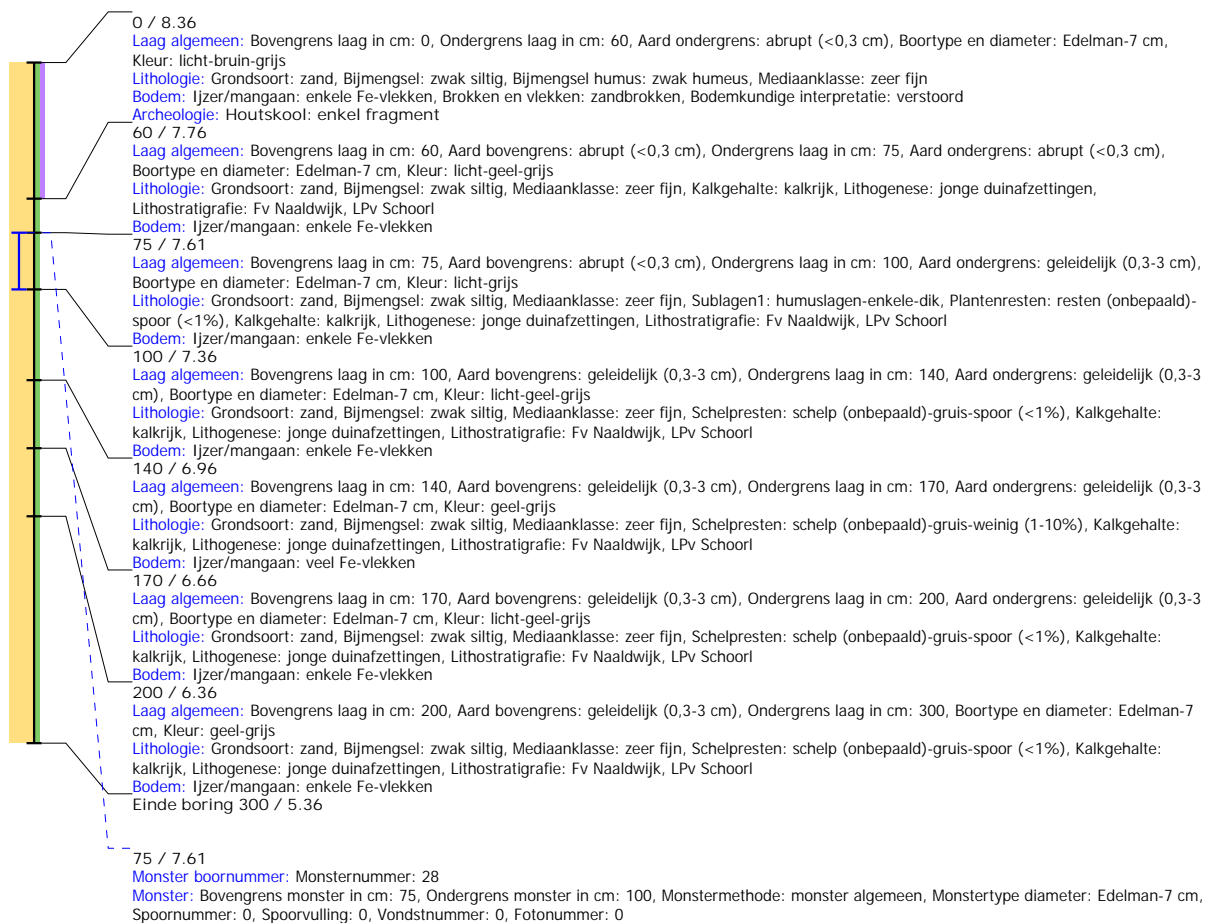 0 / 8.36
Laag algemeen: Bovengrens laag in cm: 0, Ondergrens laag in cm: 60, Aard ondergrens: abrupt (<0,3 cm), Boortype en diameter: Edelman-7 cm,
Kleur: licht-bruin-grijs
Lithologie: Grondsoort: zand, Bijmengsel: zwak siltig, Bijmengsel humus: zwak humeus, Mediaanklasse: zeer fijn
Bodem: Ijzer/mangaan: enkele Fe-vlekken, Brokken en vlekken: zandbrokken, Bodemkundige interpretatie: verstoord
Archeologie: Houtskool: enkel fragment
60 / 7.76
Laag algemeen: Bovengrens laag in cm: 60, Aard bovengrens: abrupt (<0,3 cm), Ondergrens laag in cm: 75, Aard ondergrens: abrupt (<0,3 cm),
Boortype en diameter: Edelman-7 cm, Kleur: licht-geel-grijs
Lithologie: Grondsoort: zand, Bijmengsel: zwak siltig, Mediaanklasse: zeer fijn, Kalkgehalte: kalkrijk, Lithogenese: jonge duinafzettingen,
Lithostratigrafie: Fv Naaldwijk, LPv Schoorl
Bodem: Ijzer/mangaan: enkele Fe-vlekken
75 / 7.61
Laag algemeen: Bovengrens laag in cm: 75, Aard bovengrens: abrupt (<0,3 cm), Ondergrens laag in cm: 100, Aard ondergrens: geleidelijk (0,3-3 cm),
Boortype en diameter: Edelman-7 cm, Kleur: licht-grijs
Lithologie: Grondsoort: zand, Bijmengsel: zwak siltig, Mediaanklasse: zeer fijn, Sublagen1: humuslagen-enkele-dik, Plantenresten: resten (onbepaald)-
spoor (<1%), Kalkgehalte: kalkrijk, Lithogenese: jonge duinafzettingen, Lithostratigrafie: Fv Naaldwijk, LPv Schoorl
Bodem: Ijzer/mangaan: enkele Fe-vlekken
100 / 7.36
Laag algemeen: Bovengrens laag in cm: 100, Aard bovengrens: geleidelijk (0,3-3 cm), Ondergrens laag in cm: 140, Aard ondergrens: geleidelijk (0,3-3
cm), Boortype en diameter: Edelman-7 cm, Kleur: licht-geel-grijs
Lithologie: Grondsoort: zand, Bijmengsel: zwak siltig, Mediaanklasse: zeer fijn, Schelpresten: schelp (onbepaald)-gruis-spoor (<1%), Kalkgehalte:
kalkrijk, Lithogenese: jonge duinafzettingen, Lithostratigrafie: Fv Naaldwijk, LPv Schoorl
Bodem: Ijzer/mangaan: enkele Fe-vlekken
140 / 6.96
Laag algemeen: Bovengrens laag in cm: 140, Aard bovengrens: geleidelijk (0,3-3 cm), Ondergrens laag in cm: 170, Aard ondergrens: geleidelijk (0,3-3
cm), Boortype en diameter: Edelman-7 cm, Kleur: geel-grijs
Lithologie: Grondsoort: zand, Bijmengsel: zwak siltig, Mediaanklasse: zeer fijn, Schelpresten: schelp (onbepaald)-gruis-weinig (1-10%), Kalkgehalte:
kalkrijk, Lithogenese: jonge duinafzettingen, Lithostratigrafie: Fv Naaldwijk, LPv Schoorl
Bodem: Ijzer/mangaan: veel Fe-vlekken
170 / 6.66
Laag algemeen: Bovengrens laag in cm: 170, Aard bovengrens: geleidelijk (0,3-3 cm), Ondergrens laag in cm: 200, Aard ondergrens: geleidelijk (0,3-3
cm), Boortype en diameter: Edelman-7 cm, Kleur: licht-geel-grijs
Lithologie: Grondsoort: zand, Bijmengsel: zwak siltig, Mediaanklasse: zeer fijn, Schelpresten: schelp (onbepaald)-gruis-spoor (<1%), Kalkgehalte:
kalkrijk, Lithogenese: jonge duinafzettingen, Lithostratigrafie: Fv Naaldwijk, LPv Schoorl
Bodem: Ijzer/mangaan: enkele Fe-vlekken
200 / 6.36
Laag algemeen: Bovengrens laag in cm: 200, Aard bovengrens: geleidelijk (0,3-3 cm), Ondergrens laag in cm: 300, Boortype en diameter: Edelman-7
cm, Kleur: geel-grijs
Lithologie: Grondsoort: zand, Bijmengsel: zwak siltig, Mediaanklasse: zeer fijn, Schelpresten: schelp (onbepaald)-gruis-spoor (<1%), Kalkgehalte:
kalkrijk, Lithogenese: jonge duinafzettingen, Lithostratigrafie: Fv Naaldwijk, LPv Schoorl
Bodem: Ijzer/mangaan: enkele Fe-vlekken
Einde boring 300 / 5.36
75 / 7.61
Monster boornummer: Monsternummer: 28
Monster: Bovengrens monster in cm: 75, Ondergrens monster in cm: 100, Monstermethode: monster algemeen, Monstertype diameter: Edelman-7 cm,
Spoornummer: 0, Spoorvulling: 0, Vondstnummer: 0, Fotonummer: 0